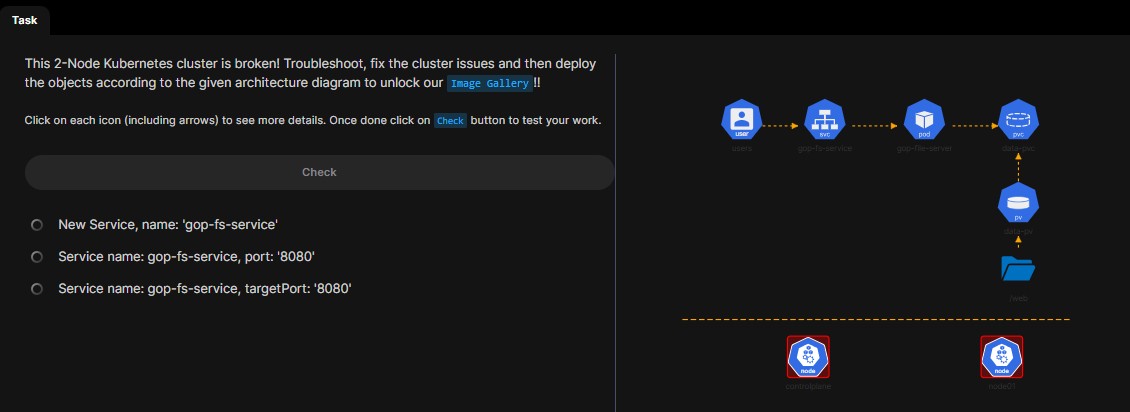 Task
This 2-Node Kubernetes cluster is broken! Troubleshoot, fix the cluster issues and then deploy
the objects according to the given architecture diagram to unlock our Image Gallery!!
Click on each icon (including arrows) to see more details. Once done click on Check button to test your work.
Check
New Service, name: 'gop-fs-service'
Service name: gop-fs-service, port: '8080'
Service name: gop-fs-service, targetPort: '8080'
user svc pod pvc
users gop-fs-service gop-file-server data-pvc
pv
data-pv
/web
node node
controlplane node01